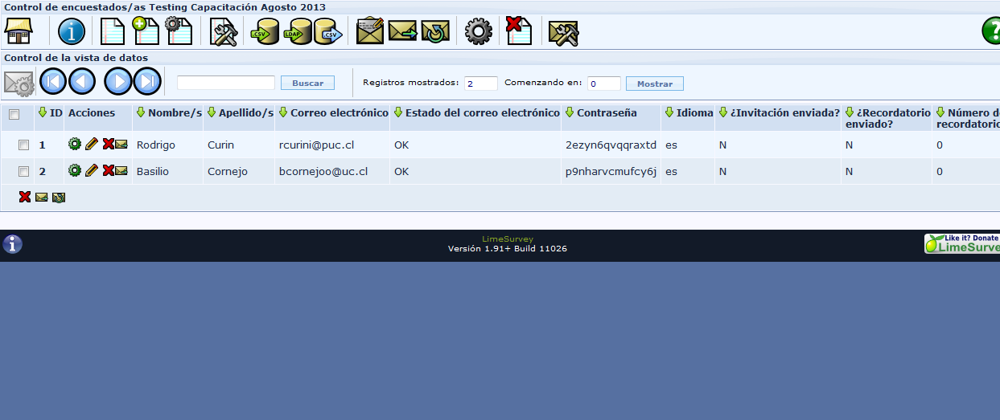 Control de encuestados/as Testing Capacitación Agosto 2013
CSV LDAP CSV ?
Control de la vista de datos
Buscar Registros mostrados: 2 Comenzando en: 0 Mostrar
ID Acciones Nombre/s Apellido/s Correo electrónico Estado del correo electrónico Contraseña Idioma ¿Invitación enviada? ¿Recordatorio enviado? Número d recordatorio
1 Rodrigo Curin rcurini@puc.cl OK 2ezyn6qvqqraxtd es N N 0
2 Basilio Cornejo bcornejoo@uc.cl OK p9nharvcmufcy6j es N N 0
LimeSurvey
Versión 1.91+ Build 11026
Like it? Donate
LimeSurve